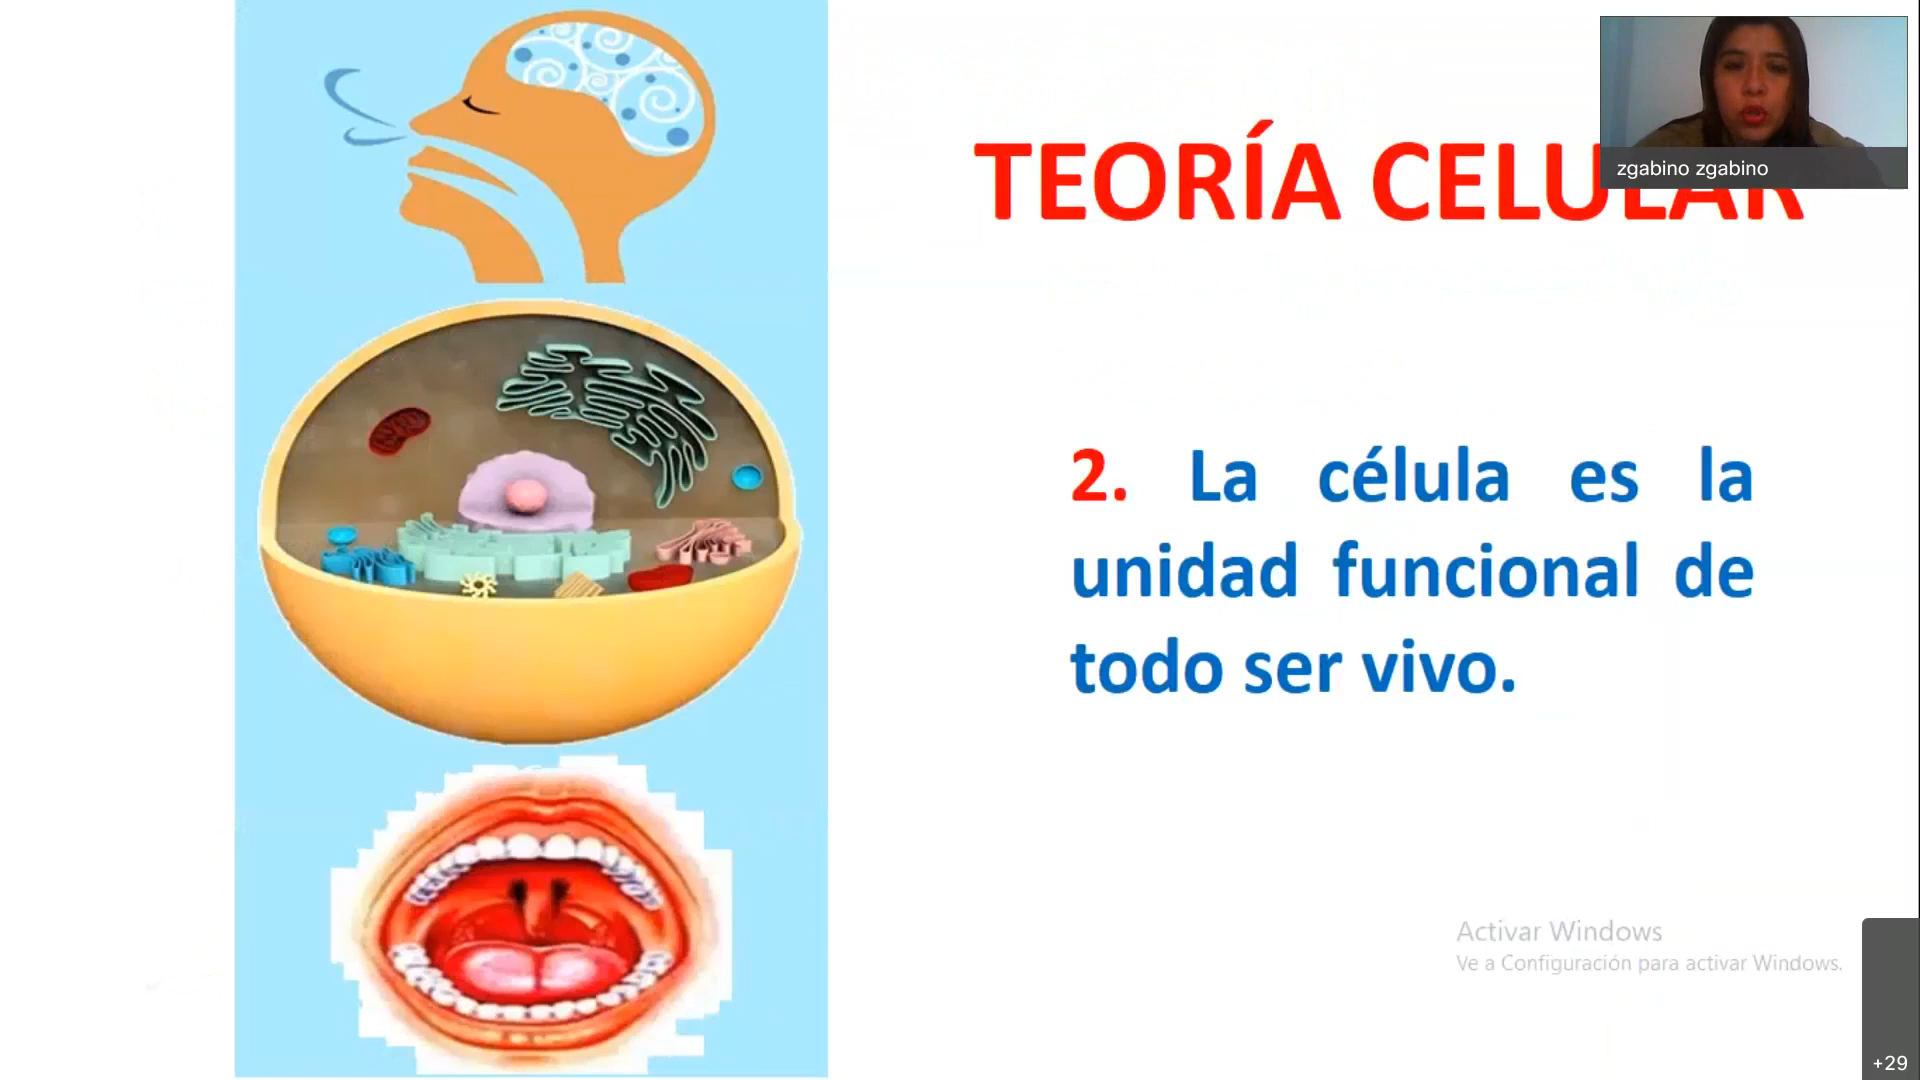 TEORÍA CELULAR
zgabino zgabino
2. La célula es la
unidad funcional de
todo ser vivo.
Activar Windows
Ve a Configuración para activar Windows.
+29